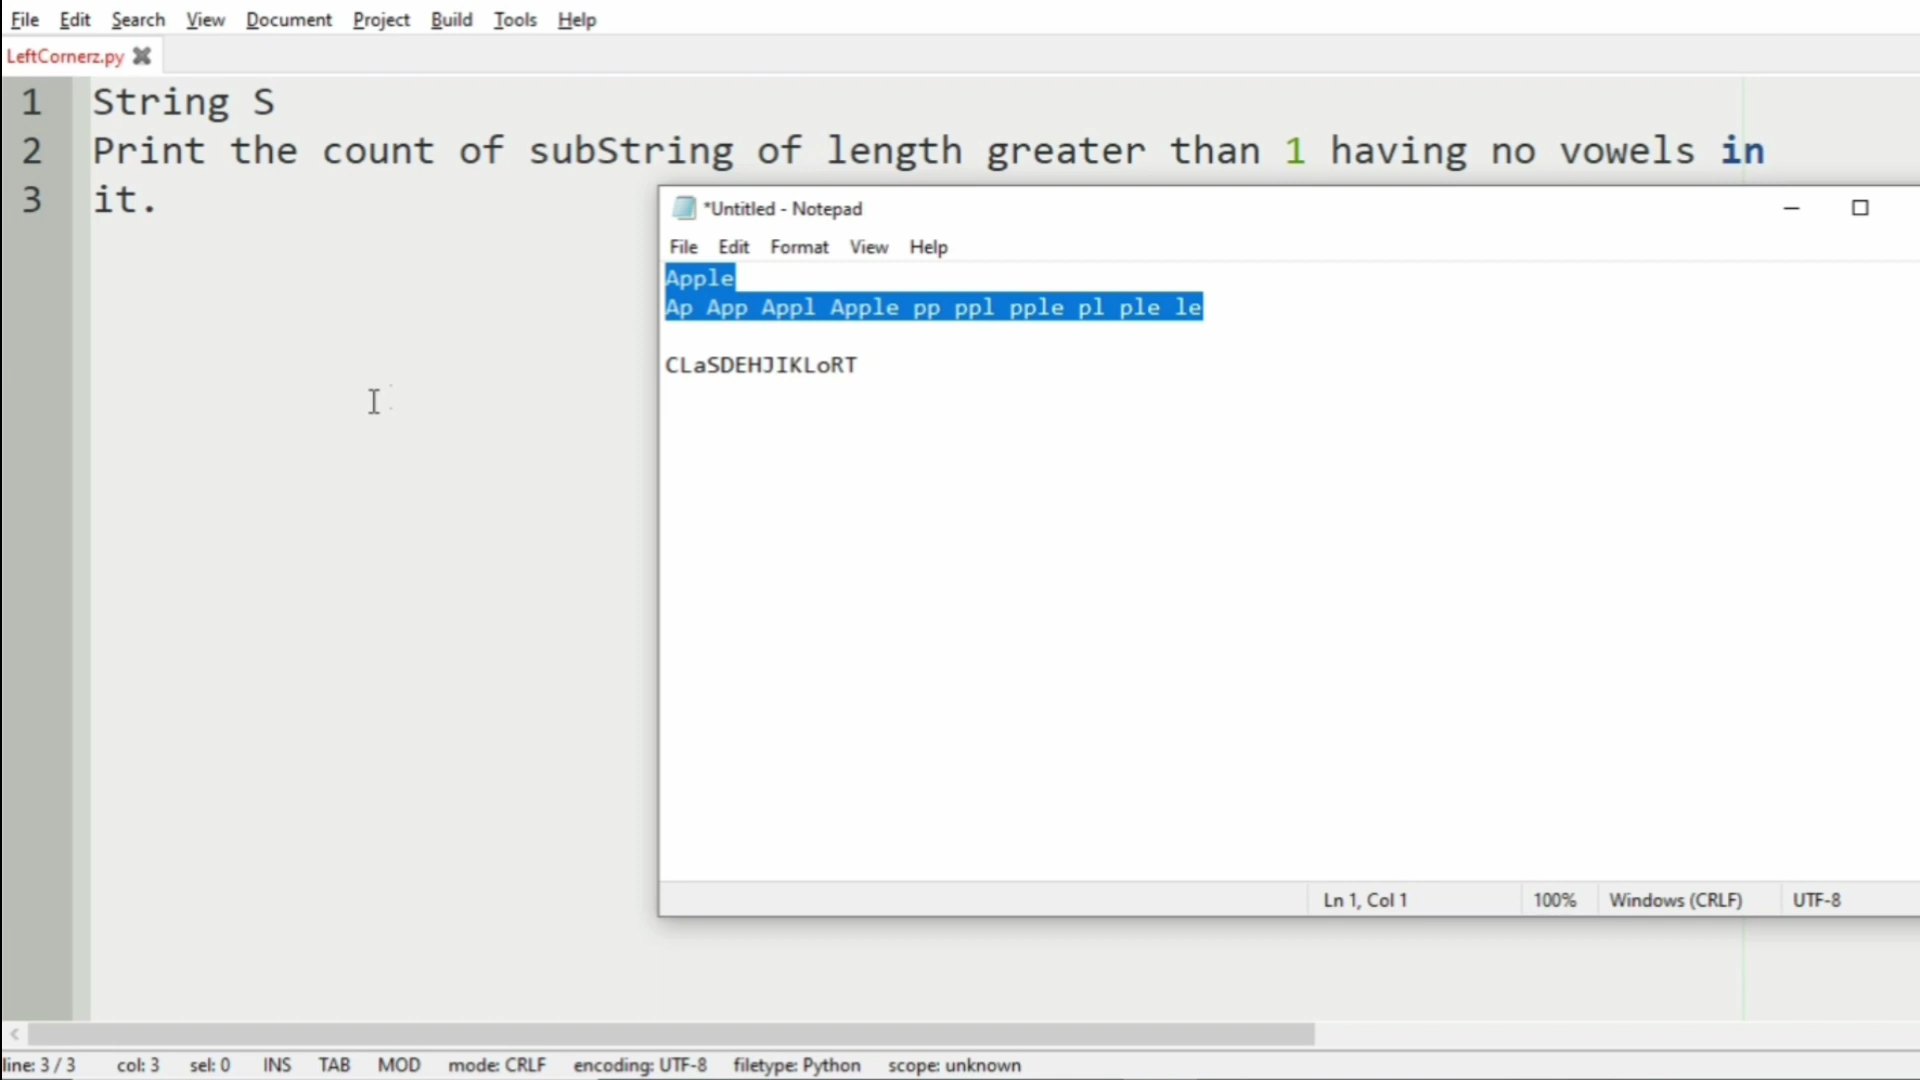 File Edit Search View Document Project Build Tools Help
LeftCornerz.py
1 String S
2 Print the count of subString of length greater than 1 having no vowels in
3 it.
*Untitled - Notepad
File Edit Format View Help
Apple
Ap App Appl Apple pp ppl pple pl ple le
CLaSDEHJIKLoRT
Ln 1, Col 1 100% Windows (CRLF) UTF-8
line: 3 / 3 col: 3 sel: 0 INS TAB MOD mode: CRLF encoding: UTF-8 filetype: Python scope: unknown